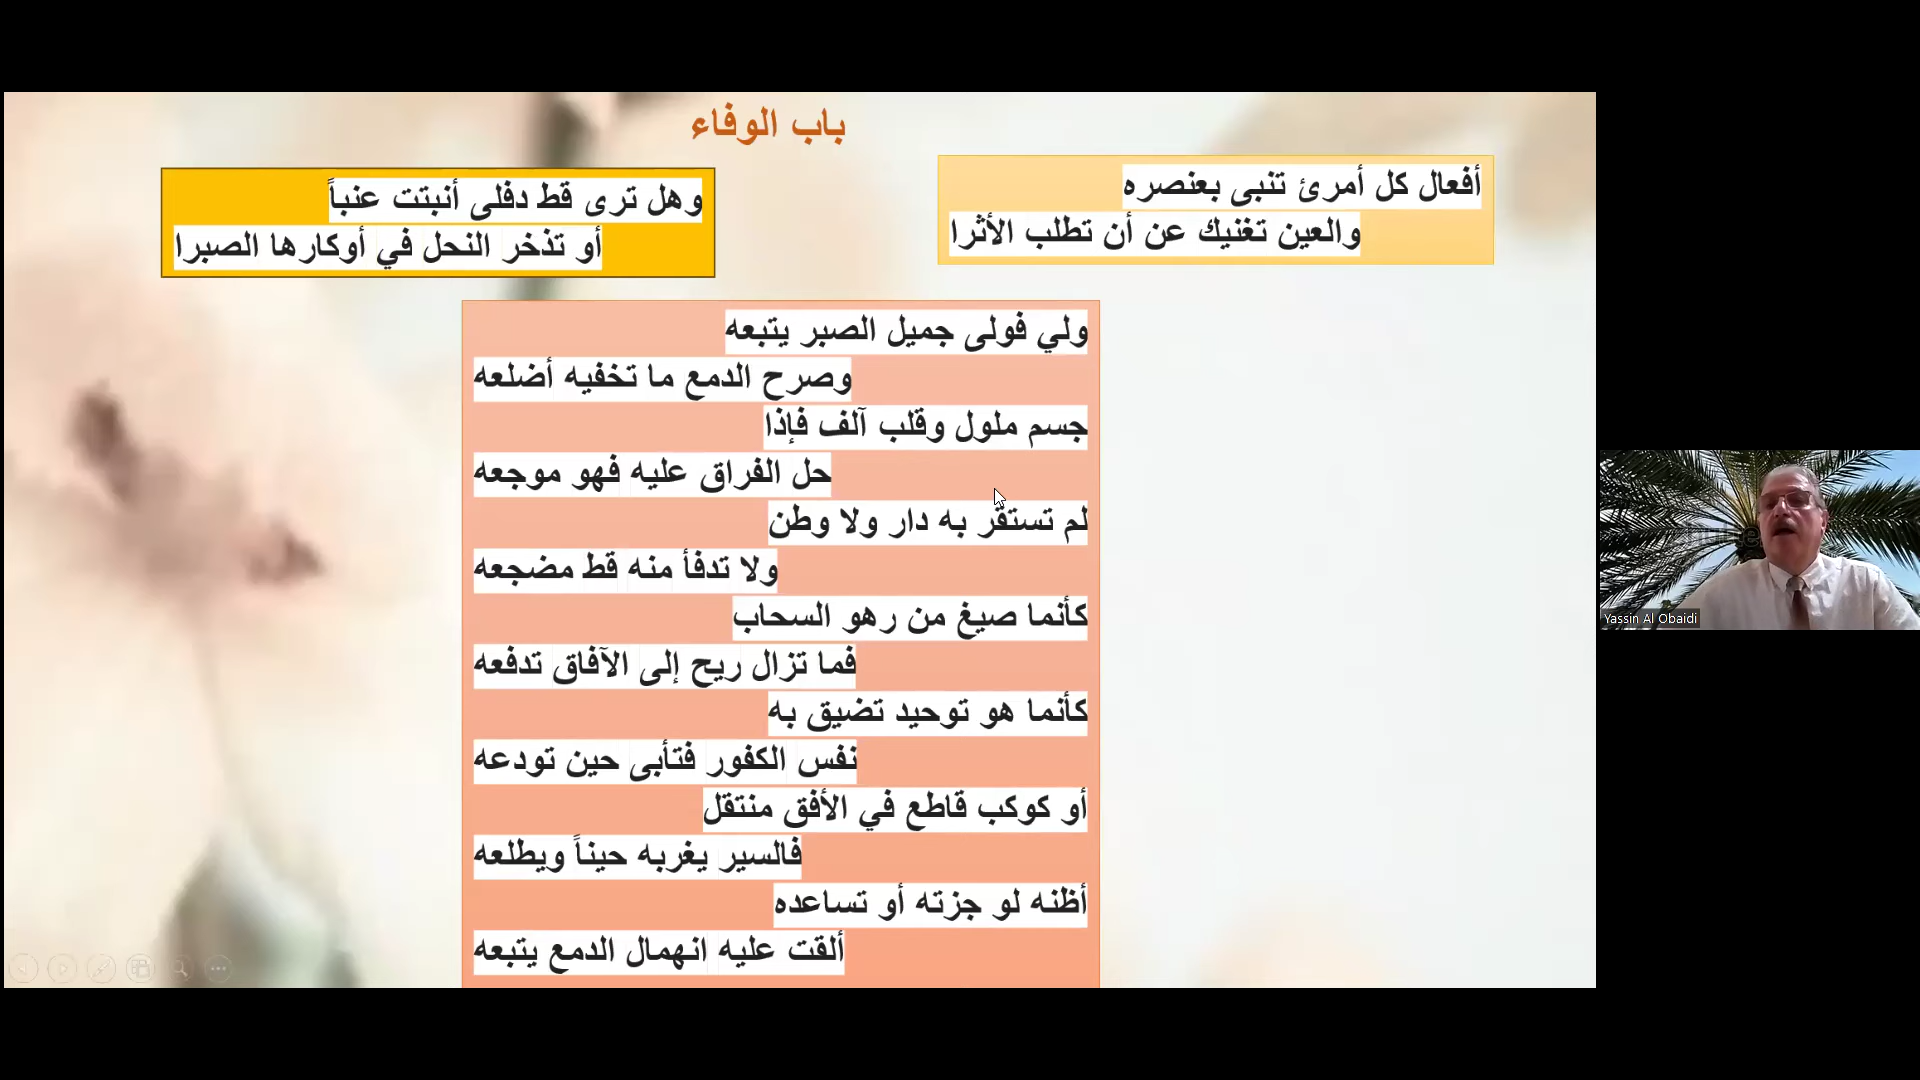 باب الوفاء
أفعال كل أمرئ تنبى بعنصره
والعين تغنيك عن أن تطلب الأثرا
وهل ترى قط دفلى أنبتت عنباً
أو تذخر النحل في أوكارها الصبرا
ولي فولى جميل الصبر يتبعه
وصرح الدمع ما تخفيه أضلعه
جسم ملول وقلب آلف فإذا
حل الفراق عليه فهو موجعه
لم تستقر به دار ولا وطن
ولا تدفأ منه قط مضجعه
كأنما صيغ من رهو السحاب
فما تزال ريح إلى الآفاق تدفعه
كأنما هو توحيد تضيق به
نفس الكفور فتأبى حين تودعه
أو كوكب قاطع في الأفق منتقل
فالسير يغربه حيناً ويطلعه
أظنه لو جزته أو تساعده
ألقت عليه انهمال الدمع يتبعه
Yassin Al Obaidi